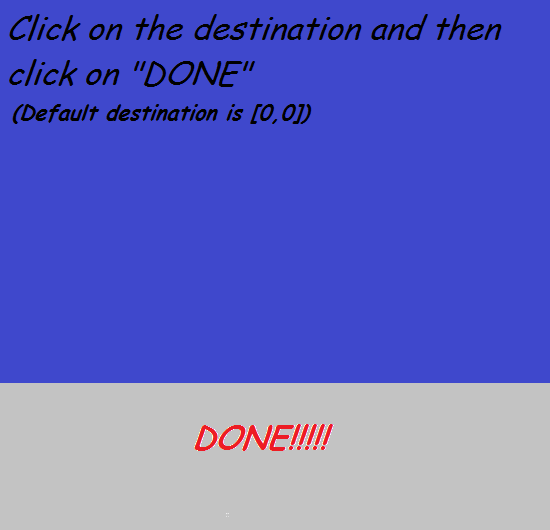 Click on the destination and then
click on "DONE"
(Default destination is [0,0])
DONE!!!!!